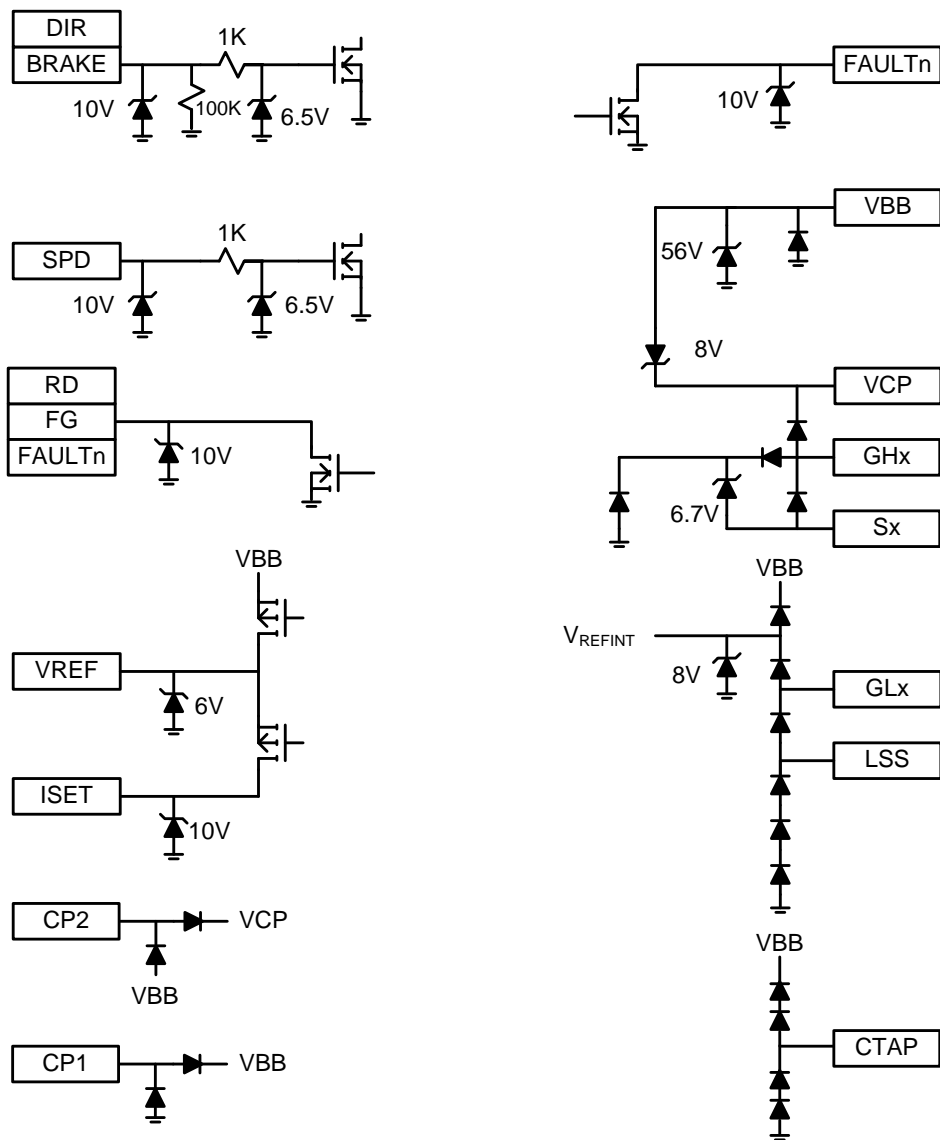 DIR
BRAKE
1K
10V
100K
6.5V
SPD
1K
10V
6.5V
RD
FG
FAULTn
10V
VBB
VREF
6V
ISET
10V
CP2
VCP
VBB
CP1
VBB
FAULTn
10V
VBB
56V
8V
VCP
GHx
6.7V
Sx
VBB
VREFINT
8V
GLx
LSS
VBB
CTAP